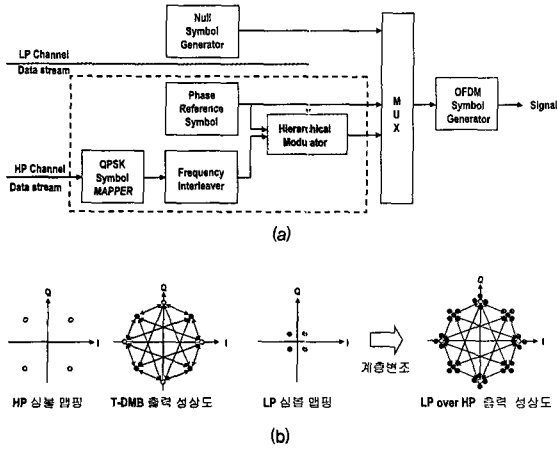 Null
Symbol
Generator
LP Channel
Data stream
Phase
Reference
Symbol
Hierarchical
Modulator
M
U
X
OFDM
Symbol
Generator
Signal
HP Channel
Data stream
QPSK
Symbol
MAPPER
Frequency
Interleaver
(a)
Q
I
Q
I
Q
I
Q
I
계층변조
HP 심볼 맵핑
T-DMB 출력 성상도
LP 심볼 맵핑
LP over HP 출력 성상도
(b)